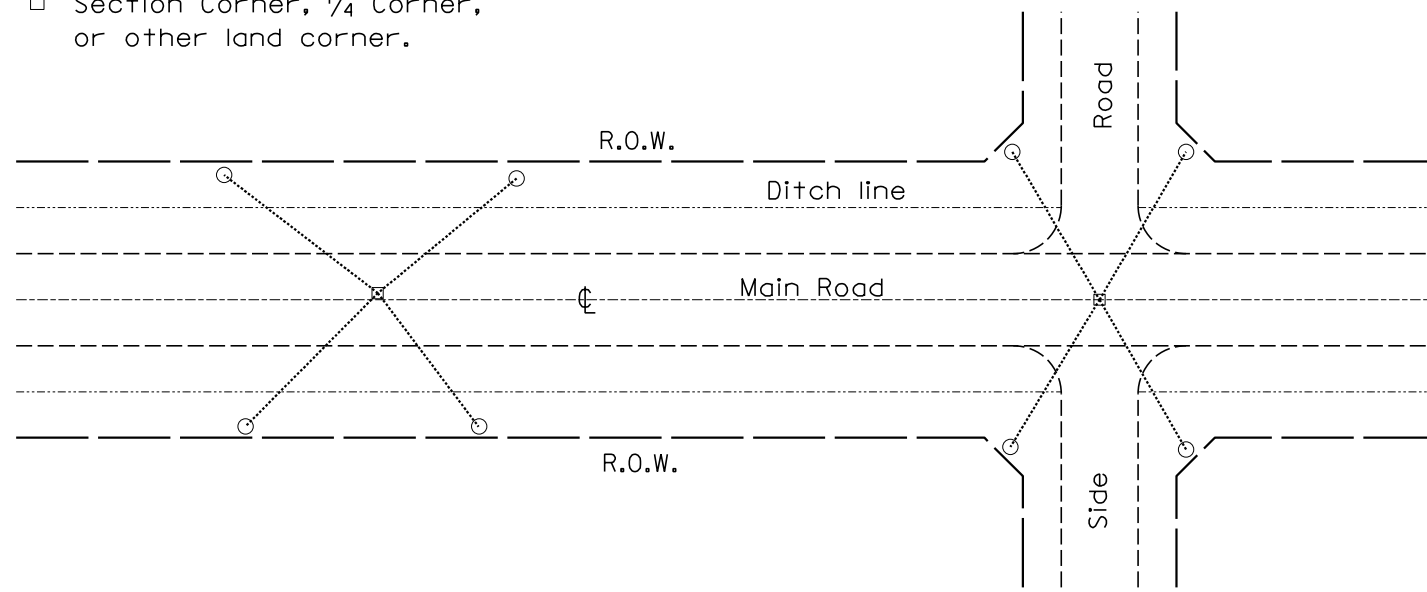 □ Section Corner, 1/4 Corner,
or other land corner.
Road
R.O.W.
Ditch line
Main Road
℄
R.O.W.
Side